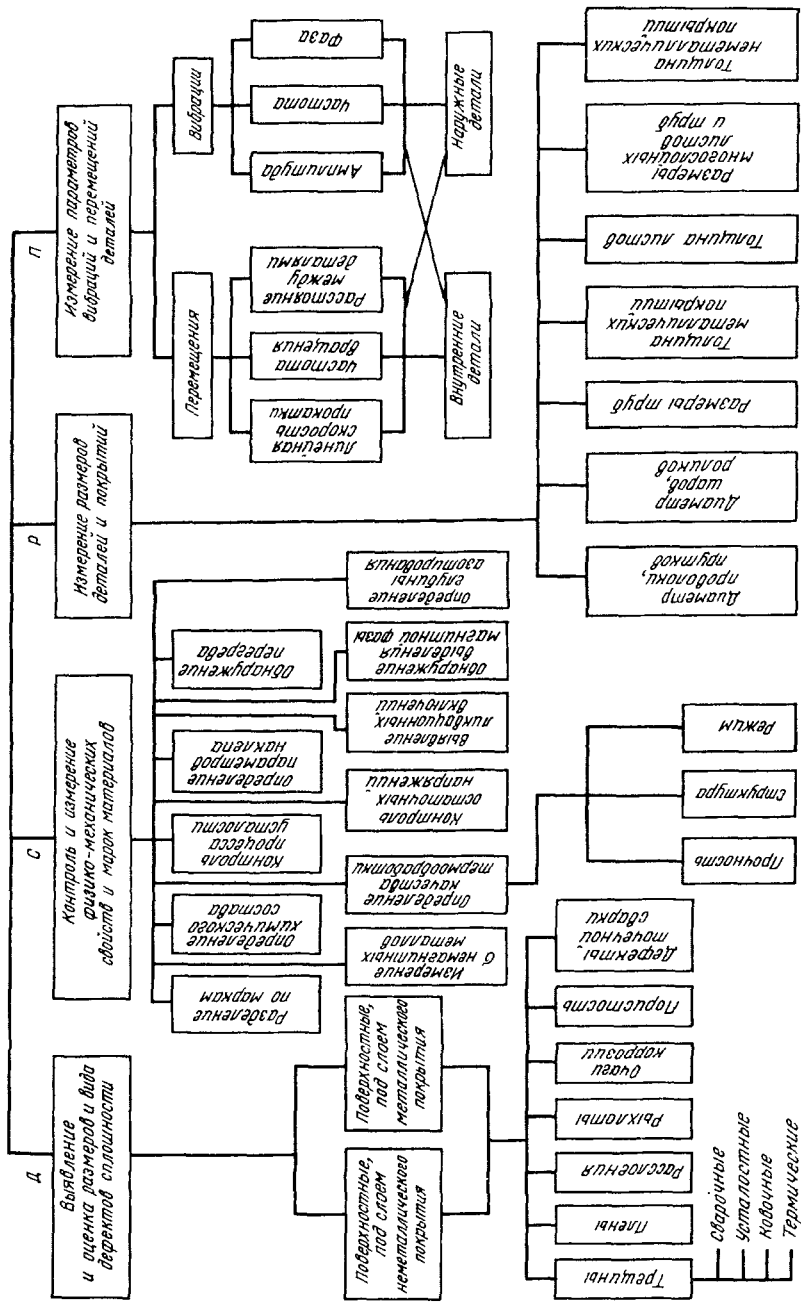 Д
Выявление
и оценка размеров и вида
дефектов сплошности
Поверхностные,
под слоем
неметаллического
покрытия
Поверхностные,
под слоем
металлического
покрытия
Трещины
Сварочные
Усталостные
Ковочные
Термические
Плены
Расслоения
Рыхлоты
Очаги
коррозии
Пористость
Дефекты
точечной
сварки
С
Контроль и измерение
физико-механических
свойств и марок материалов
Разделение
по маркам
Определение
химического
состава
Контроль
процесса
усталости
Определение
параметров
наклепа
Обнаружение
перегрева
Измерение
σ немагнитных
металлов
Определение
качества
термообработки
Контроль
остаточных
напряжений
Выявление
ликвационных
включений
Обнаружение
выделения
магнитной фазы
Определение
глубины
азотирования
Прочность
Структура
Режим
Р
Измерение размеров
деталей и покрытий
Диаметр
проволоки,
прутков
Диаметр
шаров,
роликов
Размеры труб
Толщина
металлических
покрытий
Толщина листов
Размеры
многослойных
листов
и труб
Толщина
неметаллических
покрытий
П
Измерение параметров
вибраций и перемещений
деталей
Перемещения
Линейная
скорость
прокатки
Частота
вращения
Расстояние
между
деталями
Вибрации
Амплитуда
Частота
Фаза
Внутренние
детали
Наружные
детали